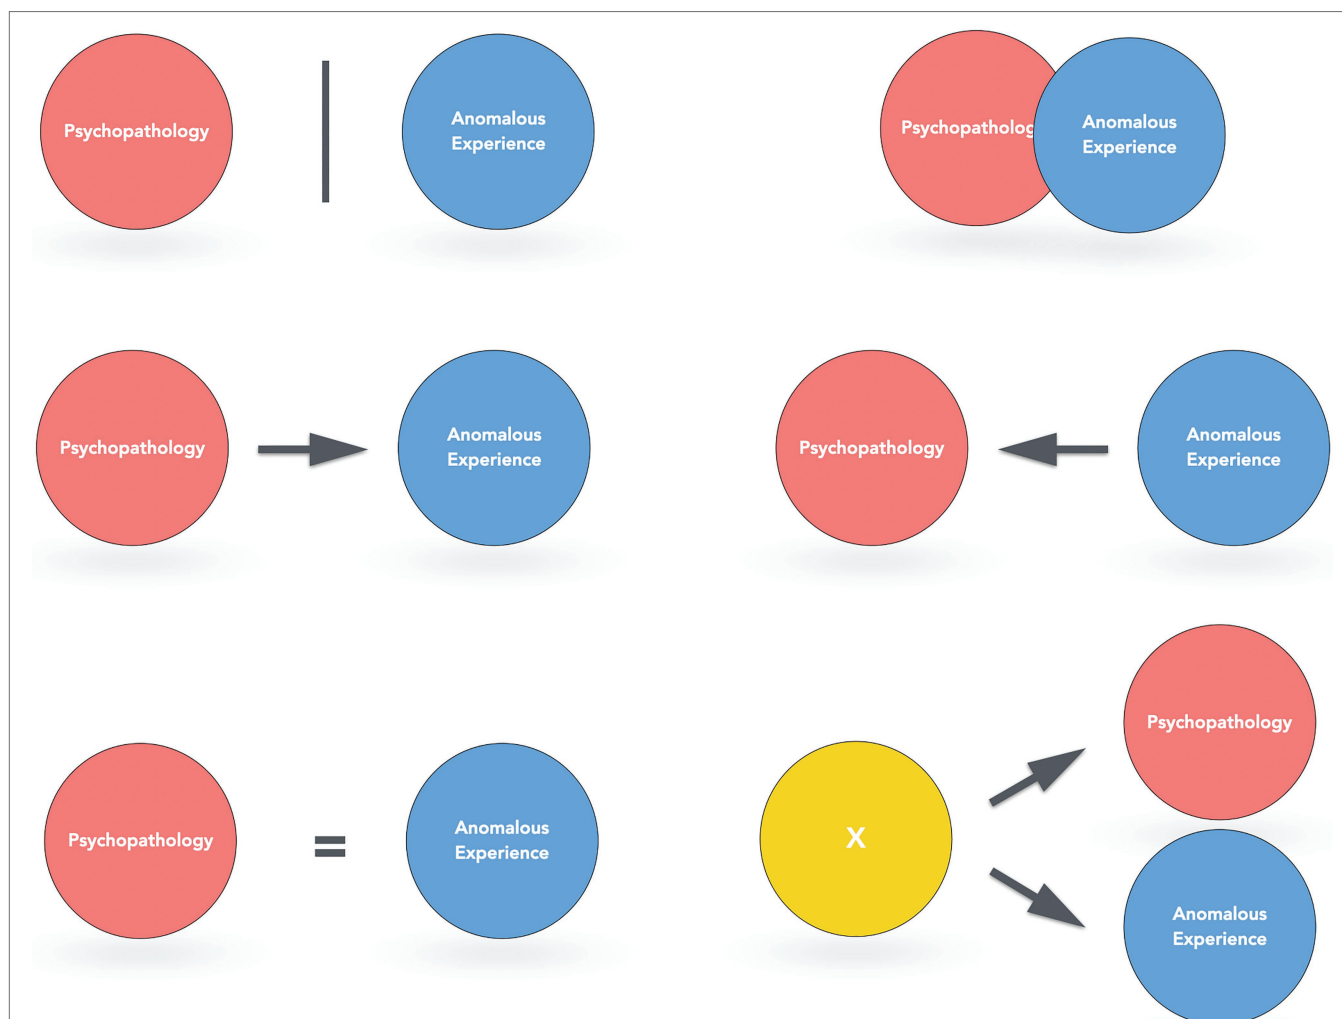 Psychopathology
Anomalous
Experience
Psychopatholog
Anomalous
Experience
Psychopathology
Anomalous
Experience
Psychopathology
Anomalous
Experience
Psychopathology
=
Anomalous
Experience
X
Psychopathology
Anomalous
Experience